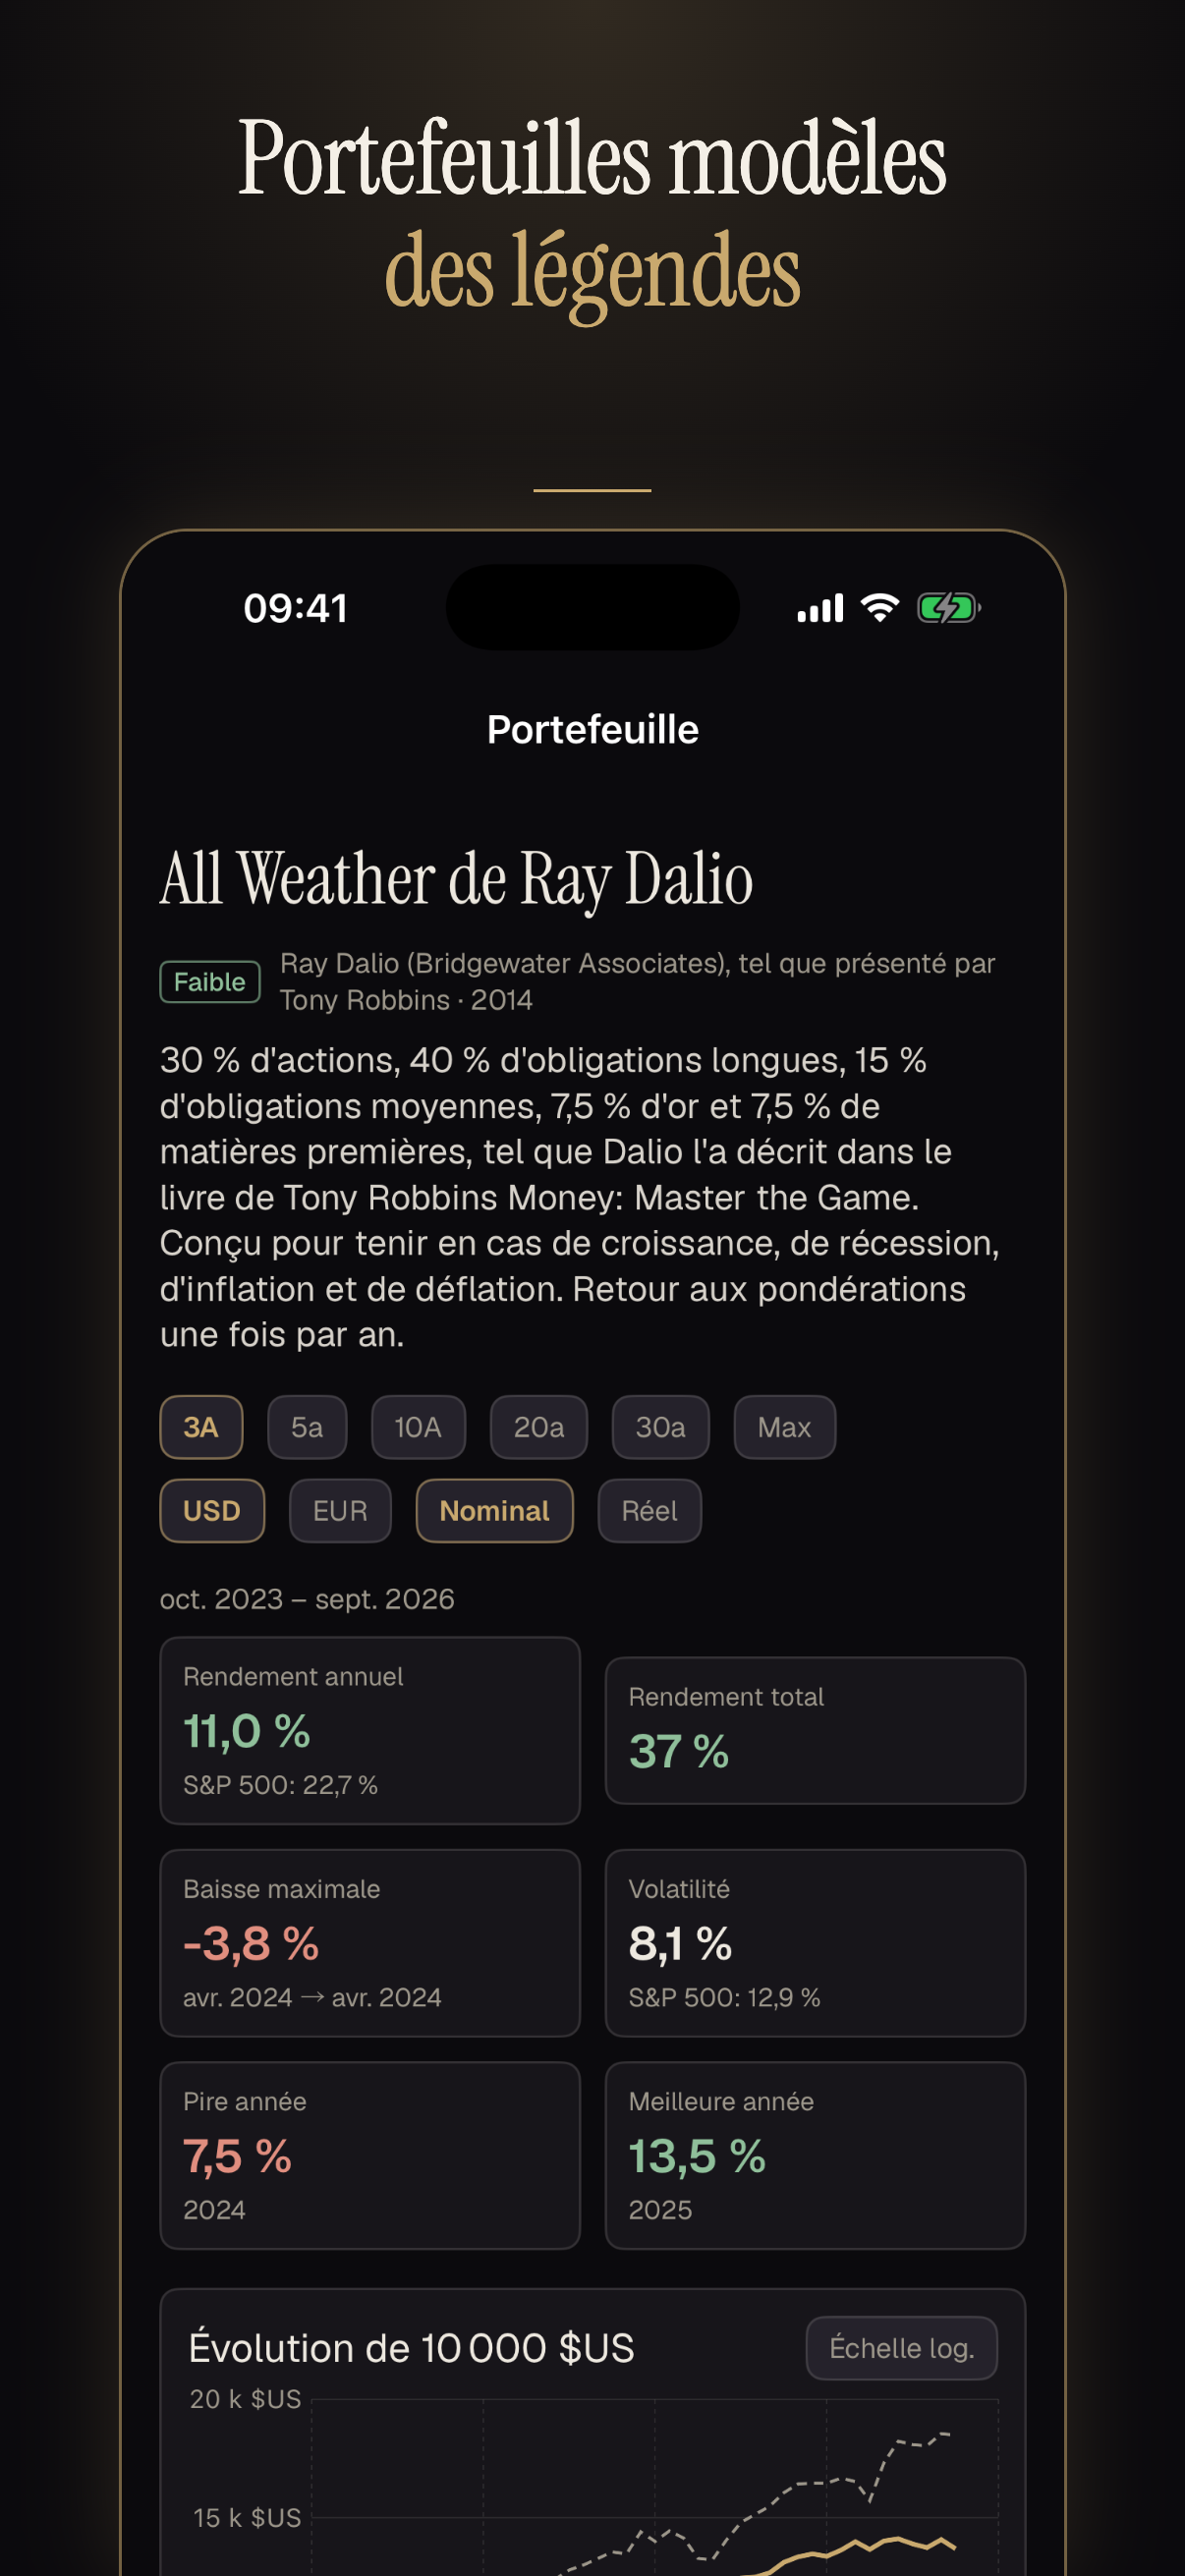 Portefeuilles modèles
des légendes
09:41
Portefeuille
All Weather de Ray Dalio
Faible
Ray Dalio (Bridgewater Associates), tel que présenté par
Tony Robbins · 2014
30 % d'actions, 40 % d'obligations longues, 15 %
d'obligations moyennes, 7,5 % d'or et 7,5 % de
matières premières, tel que Dalio l'a décrit dans le
livre de Tony Robbins Money: Master the Game.
Conçu pour tenir en cas de croissance, de récession,
d'inflation et de déflation. Retour aux pondérations
une fois par an.
3A 5a 10A 20a 30a Max
USD EUR Nominal Réel
oct. 2023 – sept. 2026
Rendement annuel
11,0 %
S&P 500: 22,7 %
Rendement total
37 %
Baisse maximale
-3,8 %
avr. 2024 → avr. 2024
Volatilité
8,1 %
S&P 500: 12,9 %
Pire année
7,5 %
2024
Meilleure année
13,5 %
2025
Évolution de 10 000 $US
Échelle log.
20 k $US
15 k $US